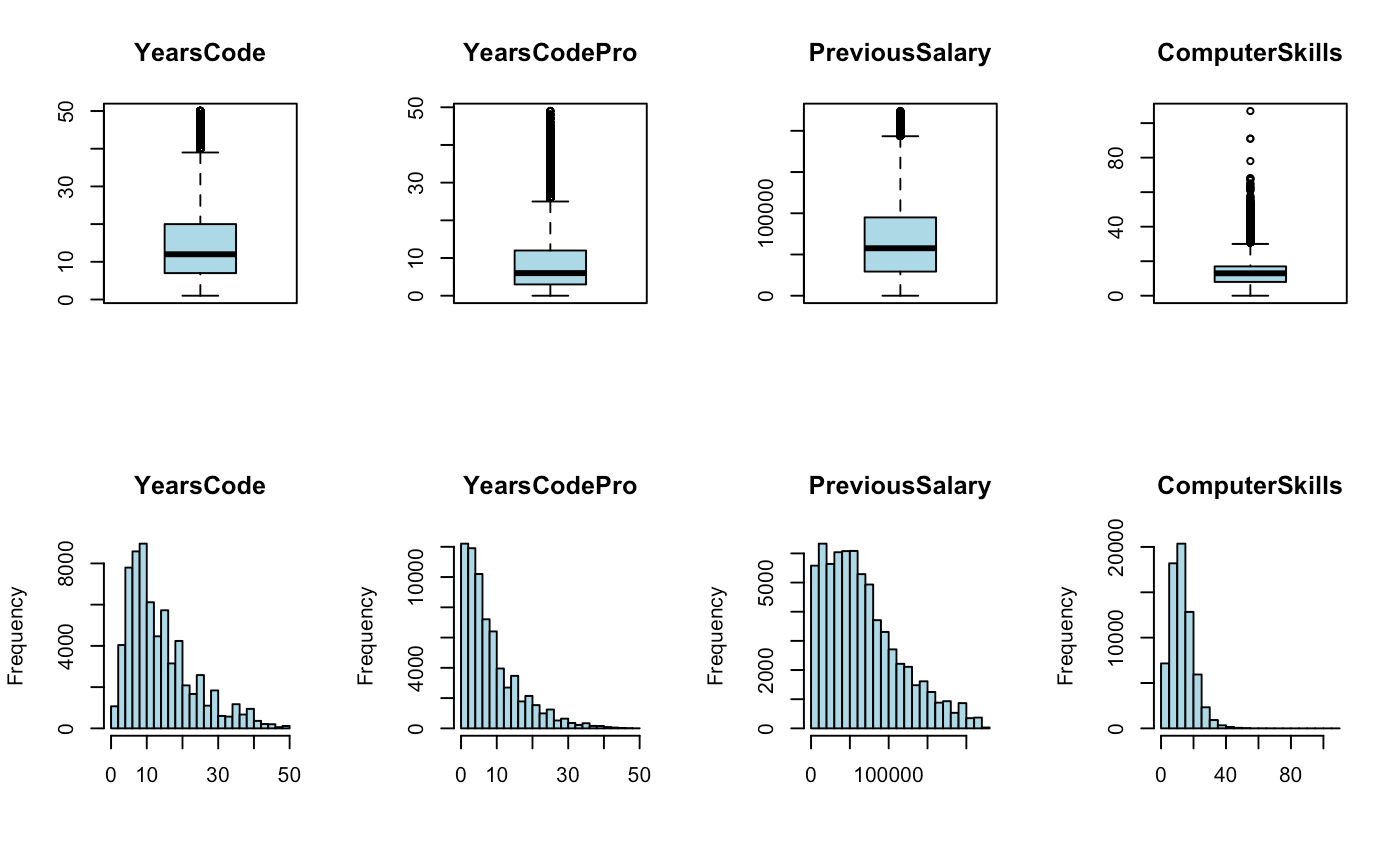 YearsCode
0 10 30 50
YearsCodePro
0 10 30 50
PreviousSalary
0 100000
ComputerSkills
0 40 80
YearsCode
Frequency
0 4000 8000
0 10 30 50
YearsCodePro
Frequency
0 4000 10000
0 10 30 50
PreviousSalary
Frequency
0 2000 5000
0 100000
ComputerSkills
Frequency
0 10000 20000
0 40 80